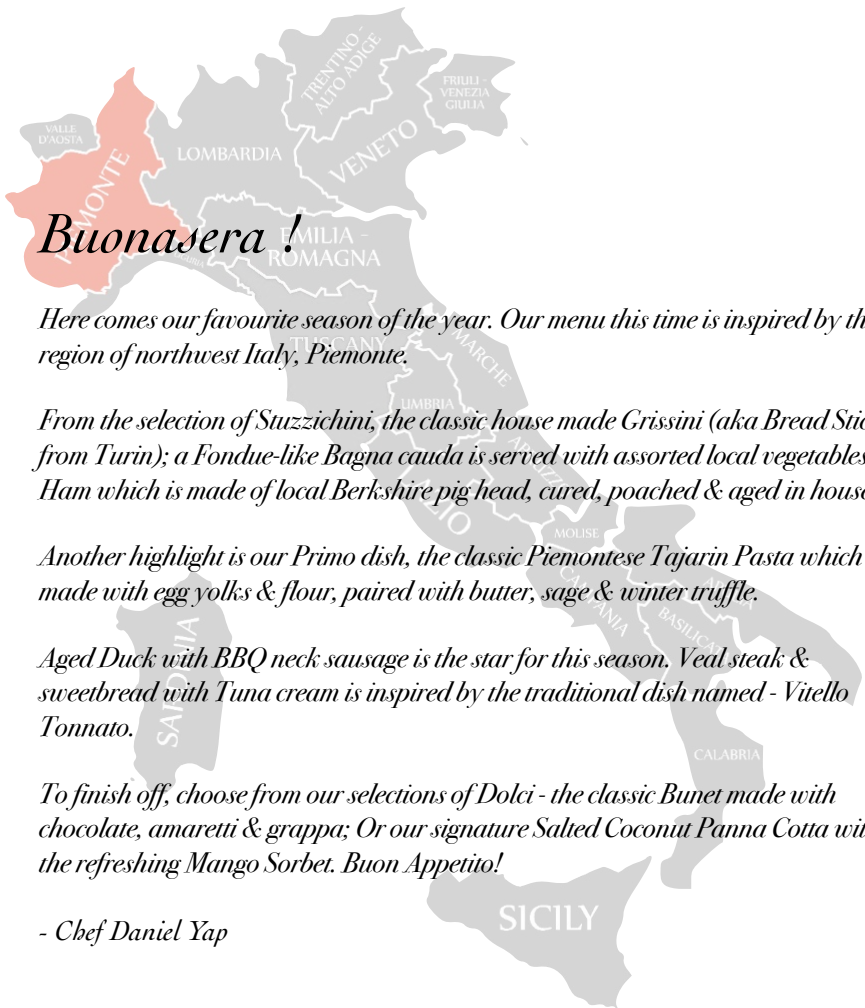 TRENTINO -
ALTO ADIGE
FRIULI -
VENEZIA
GIULIA
VALLE
D'AOSTA
LOMBARDIA
VENETO
PIEMONTE
Buonasera !
EMILIA -
ROMAGNA
LIGURIA
Here comes our favourite season of the year. Our menu this time is inspired by
region of northwest Italy, Piemonte.
TUSCANY
MARCHE
UMBRIA
From the selection of Stuzzichini, the classic house made Grissini (aka Bread
from Turin); a Fondue-like Bagna cauda is served with assorted local vegetables
Ham which is made of local Berkshire pig head, cured, poached & aged in
LAZIO
MOLISE
Another highlight is our Primo dish, the classic Piemontese Tajarin Pasta which
made with egg yolks & flour, paired with butter, sage & winter truffle.
CAMPANIA
SARDINIA
Aged Duck with BBQ neck sausage is the star for this season. Veal steak &
sweetbread with Tuna cream is inspired by the traditional dish named - Vitello
Tonnato.
CALABRIA
To finish off, choose from our selections of Dolci - the classic Bunet made with
chocolate, amaretti & grappa; Or our signature Salted Coconut Panna Cotta
the refreshing Mango Sorbet. Buon Appetito!
SICILY
- Chef Daniel Yap